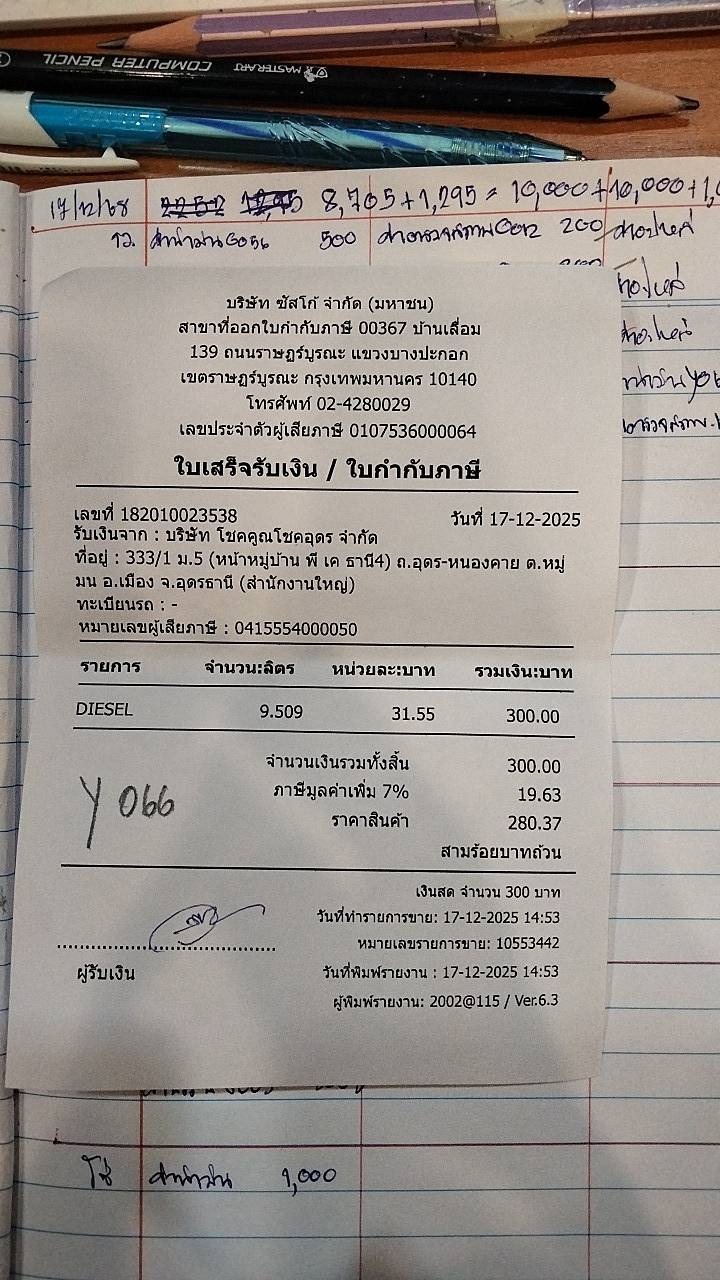 MASTERART COMPUTER PENCIL
17/12/68 8,705+1,295 = 10,000+10,000+1,
500 200
บริษัท ซัสโก้ จำกัด (มหาชน)
สาขาที่ออกใบกำกับภาษี 00367 บ้านเลื่อม
139 ถนนราษฎร์บูรณะ แขวงบางปะกอก
เขตราษฎร์บูรณะ กรุงเทพมหานคร 10140
โทรศัพท์ 02-4280029
เลขประจำตัวผู้เสียภาษี 0107536000064
ใบเสร็จรับเงิน / ใบกำกับภาษี
เลขที่ 182010023538 วันที่ 17-12-2025
รับเงินจาก : บริษัท โชคคูณโชคอุดร จำกัด
ที่อยู่ : 333/1 ม.5 (หน้าหมู่บ้าน พี เค ธานี4) ถ.อุดร-หนองคาย ต.หมู่
มน อ.เมือง จ.อุดรธานี (สำนักงานใหญ่)
ทะเบียนรถ : -
หมายเลขผู้เสียภาษี : 0415554000050
รายการ จำนวน:ลิตร หน่วยละ:บาท รวมเงิน:บาท
DIESEL 9.509 31.55 300.00
จำนวนเงินรวมทั้งสิ้น 300.00
ภาษีมูลค่าเพิ่ม 7% 19.63
ราคาสินค้า 280.37
Y 066
สามร้อยบาทถ้วน
เงินสด จำนวน 300 บาท
วันที่ทำรายการขาย: 17-12-2025 14:53
หมายเลขรายการขาย: 10553442
ผู้รับเงิน วันที่พิมพ์รายงาน : 17-12-2025 14:53
ผู้พิมพ์รายงาน: 2002@115 / Ver.6.3
ค่าน้ำมัน 1,000